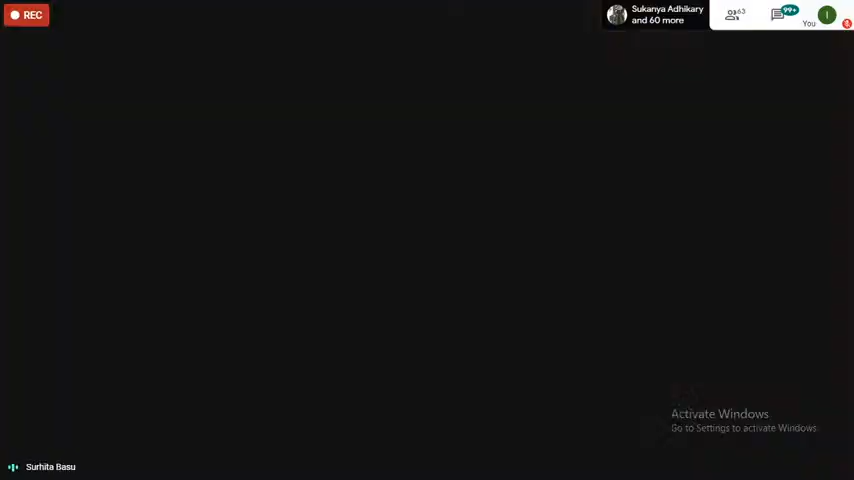 REC
Sukanya Adhikary
and 60 more
63
99+
You
I
Activate Windows
Go to Settings to activate Windows.
Surhita Basu